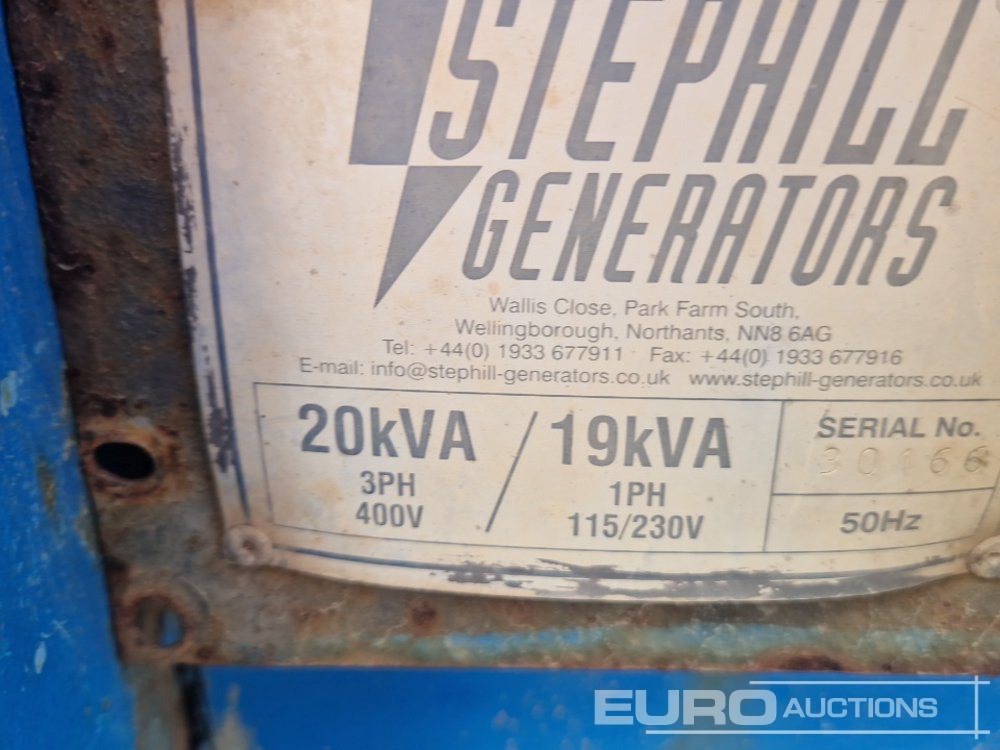 STEPHILL
GENERATORS
Wallis Close, Park Farm South,
Wellingborough, Northants, NN8 6AG
Tel: +44(0) 1933 677911 Fax: +44(0) 1933 677916
E-mail: info@stephill-generators.co.uk www.stephill-generators.co.uk
20kVA / 19kVA
3PH 1PH
400V 115/230V
SERIAL No.
30166
50Hz
EURO AUCTIONS